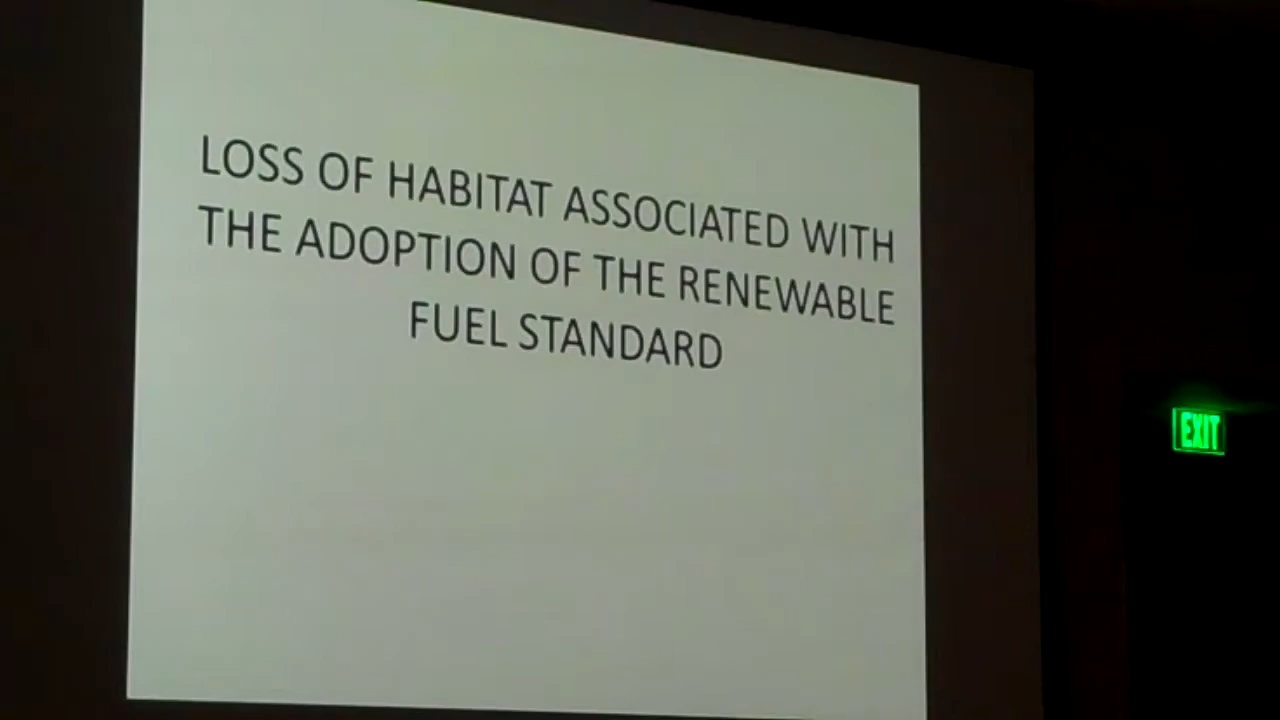 LOSS OF HABITAT ASSOCIATED WITH
THE ADOPTION OF THE RENEWABLE
FUEL STANDARD
EXIT